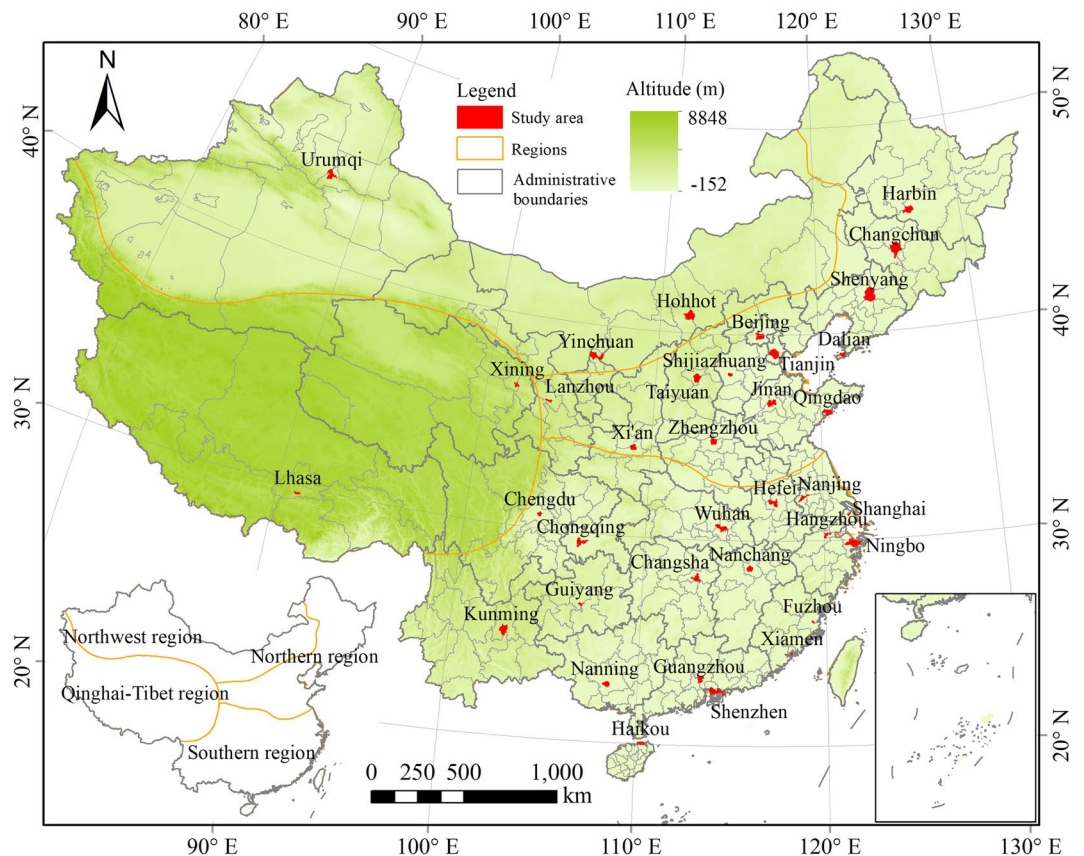 80° E 90° E 100° E 110° E 120° E 130° E
N
50° N
40° N
30° N
20° N
40° N
30° N
20° N
Legend
Study area
Regions
Administrative
boundaries
Altitude (m)
8848
-152
Urumqi
Harbin
Changchun
Shenyang
Hohhot
Beijing
Dalian
Yinchuan
Shijiazhuang
Tianjin
Xining
Lanzhou
Taiyuan
Jinan
Qingdao
Xi'an
Zhengzhou
Lhasa
Chengdu
Hefei
Nanjing
Chongqing
Wuhan
Hangzhou
Shanghai
Ningbo
Changsha
Nanchang
Guiyang
Kunming
Fuzhou
Xiamen
Nanning
Guangzhou
Shenzhen
Haikou
Northwest region
Northern region
Qinghai-Tibet region
Southern region
0 250 500 1,000
km
90° E 100° E 110° E 120° E 130° E